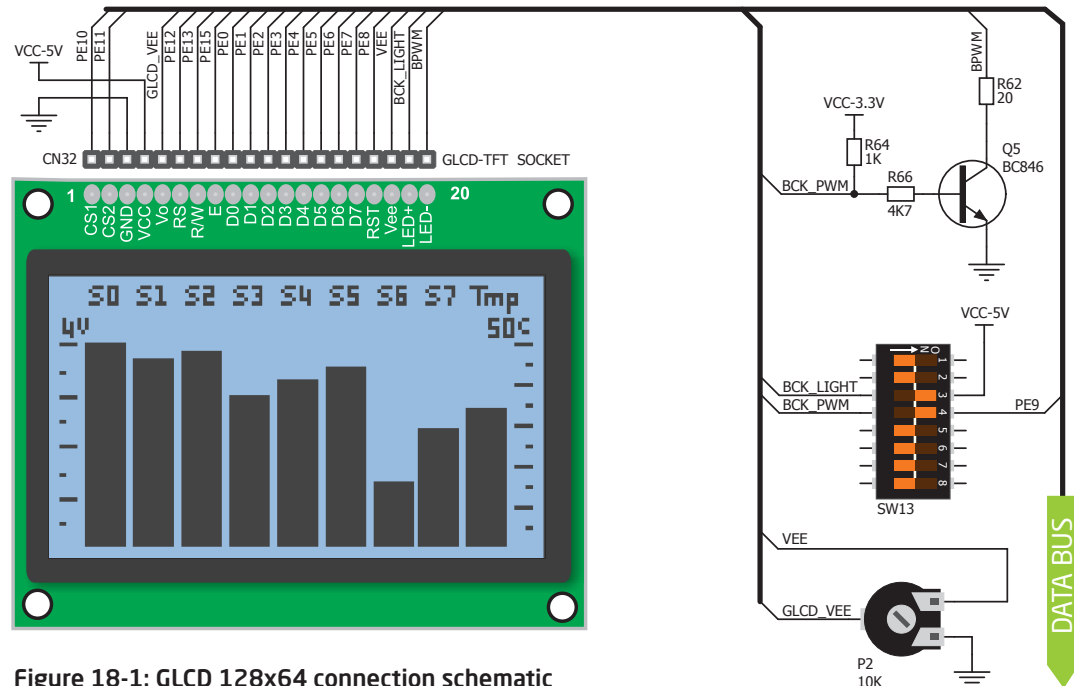 VCC-5V
PE10
PE11
GLCD_VEE
PE12
PE13
PE15
PE0
PE1
PE2
PE3
PE4
PE5
PE6
PE7
PE8
VEE
BCK_LIGHT
BPWM
CN32
GLCD-TFT SOCKET
1
20
CS1
CS2
GND
VCC
Vo
RS
R/W
E
D0
D1
D2
D3
D4
D5
D6
D7
RST
Vee
LED+
LED-
S0 S1 S2 S3 S4 S5 S6 S7 Tmp
4V
50C
BPWM
R62
20
VCC-3.3V
R64
1K
Q5
BC846
BCK_PWM
R66
4K7
VCC-5V
ON
1
2
3
4
5
6
7
8
BCK_LIGHT
BCK_PWM
PE9
SW13
VEE
GLCD_VEE
P2
10K
DATA BUS
Figure 18-1: GLCD 128x64 connection schematic